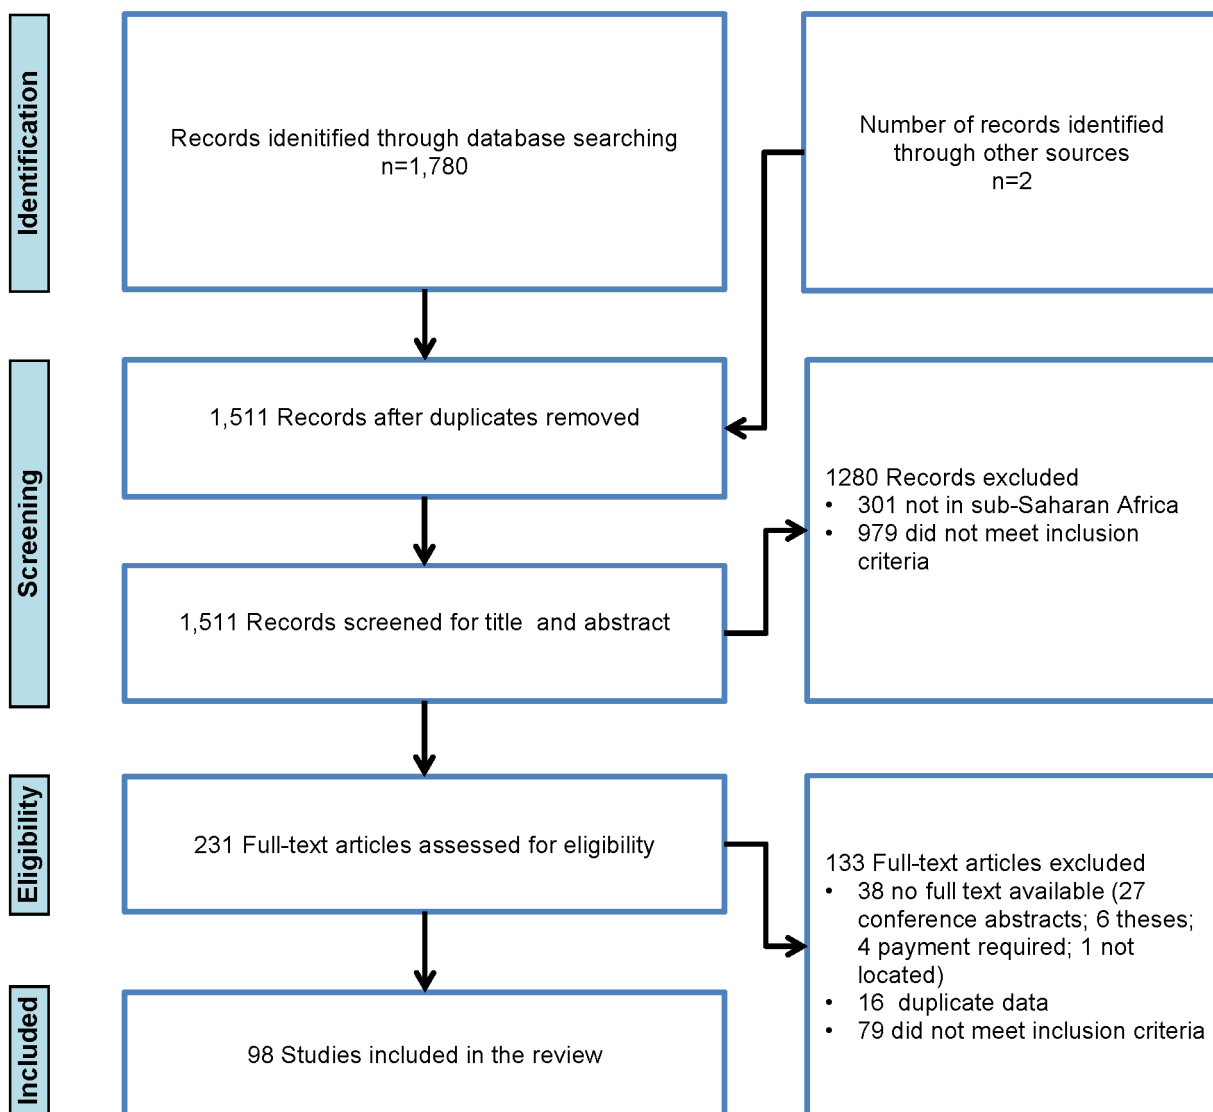 Identification
Records idenitified through database searching
n=1,780
Number of records identified
through other sources
n=2
Screening
1,511 Records after duplicates removed
1280 Records excluded
• 301 not in sub-Saharan Africa
• 979 did not meet inclusion
criteria
1,511 Records screened for title and abstract
Eligibility
231 Full-text articles assessed for eligibility
133 Full-text articles excluded
• 38 no full text available (27
conference abstracts; 6 theses;
4 payment required; 1 not
located)
• 16 duplicate data
• 79 did not meet inclusion criteria
Included
98 Studies included in the review